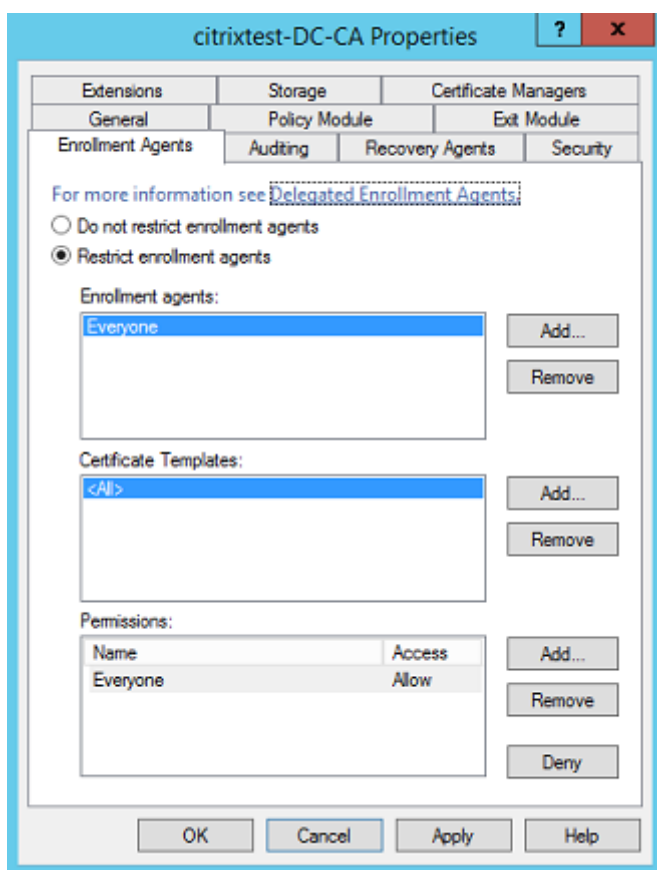 citrixtest-DC-CA Properties
?
x
Extensions
Storage
Certificate Managers
General
Policy Module
Exit Module
Enrollment Agents
Auditing
Recovery Agents
Security
For more information see Delegated Enrollment Agents.
Do not restrict enrollment agents
Restrict enrollment agents
Enrollment agents:
Everyone
Add...
Remove
Certificate Templates:
<All>
Add...
Remove
Permissions:
Name
Access
Everyone
Allow
Add...
Remove
Deny
OK
Cancel
Apply
Help